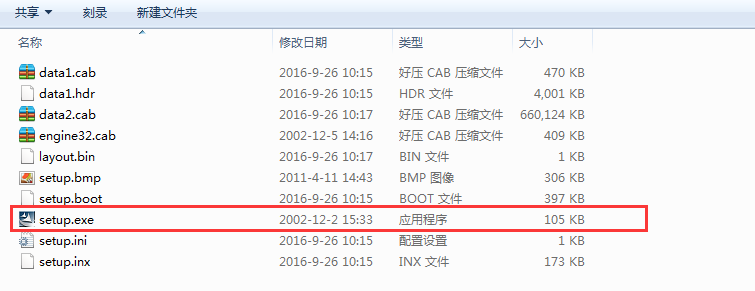 共享 刻录 新建文件夹
名称 修改日期 类型 大小
data1.cab 2016-9-26 10:15 好压 CAB 压缩文件 470 KB
data1.hdr 2016-9-26 10:15 HDR 文件 4,001 KB
data2.cab 2016-9-26 10:17 好压 CAB 压缩文件 660,124 KB
engine32.cab 2002-12-5 14:16 好压 CAB 压缩文件 409 KB
layout.bin 2016-9-26 10:17 BIN 文件 1 KB
setup.bmp 2011-4-11 14:43 BMP 图像 306 KB
setup.boot 2016-9-26 10:15 BOOT 文件 397 KB
setup.exe 2002-12-2 15:33 应用程序 105 KB
setup.ini 2016-9-26 10:15 配置设置 1 KB
setup.inx 2016-9-26 10:15 INX 文件 173 KB